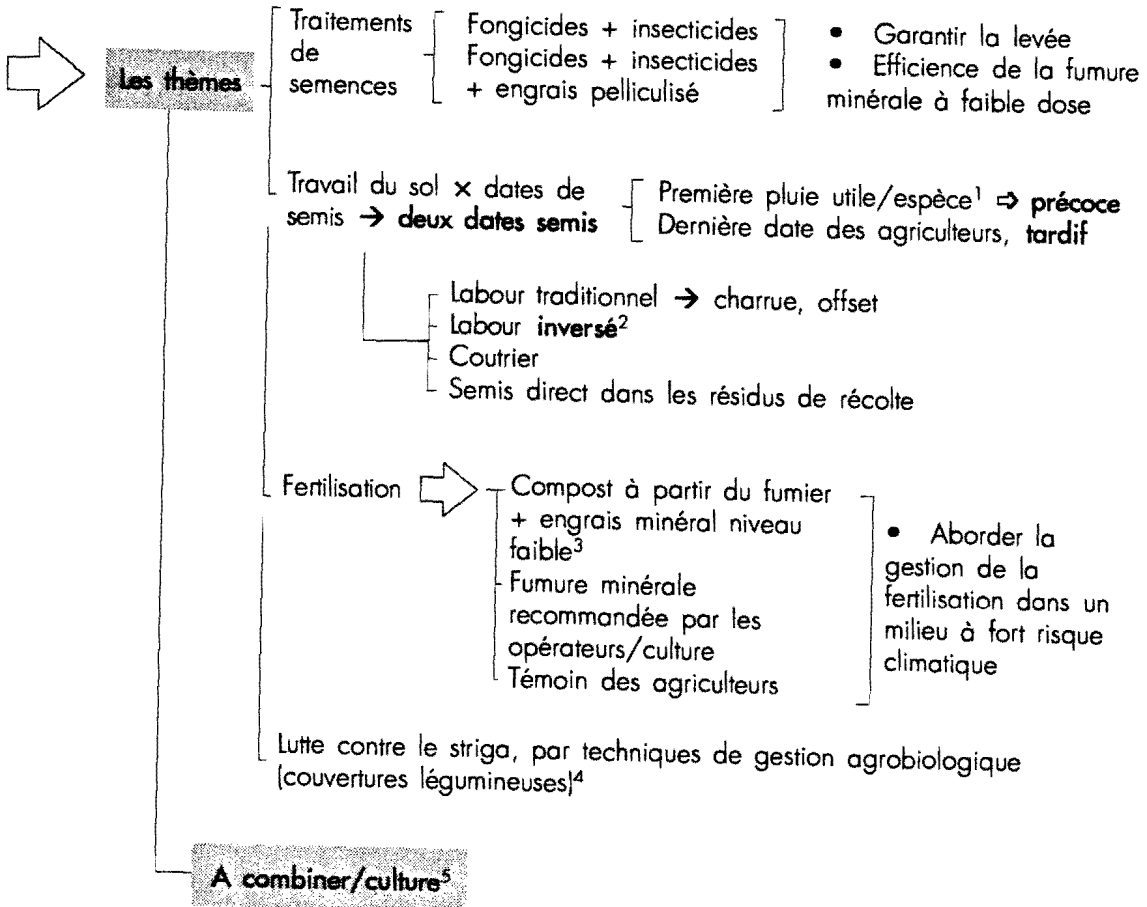 Les thèmes
Traitements
de
semences
Fongicides + insecticides
Fongicides + insecticides
+ engrais pelliculisé
• Garantir la levée
• Efficience de la fumure
minérale à faible dose
Travail du sol × dates de
semis → deux dates semis
Première pluie utile/espèce¹ ⇨ précoce
Dernière date des agriculteurs, tardif
Labour traditionnel → charrue, offset
Labour inversé²
Coutrier
Semis direct dans les résidus de récolte
Fertilisation
Compost à partir du fumier
+ engrais minéral niveau
faible³
Fumure minérale
recommandée par les
opérateurs/culture
Témoin des agriculteurs
• Aborder la
gestion de la
fertilisation dans un
milieu à fort risque
climatique
Lutte contre le striga, par techniques de gestion agrobiologique
(couvertures légumineuses)⁴
A combiner/culture⁵